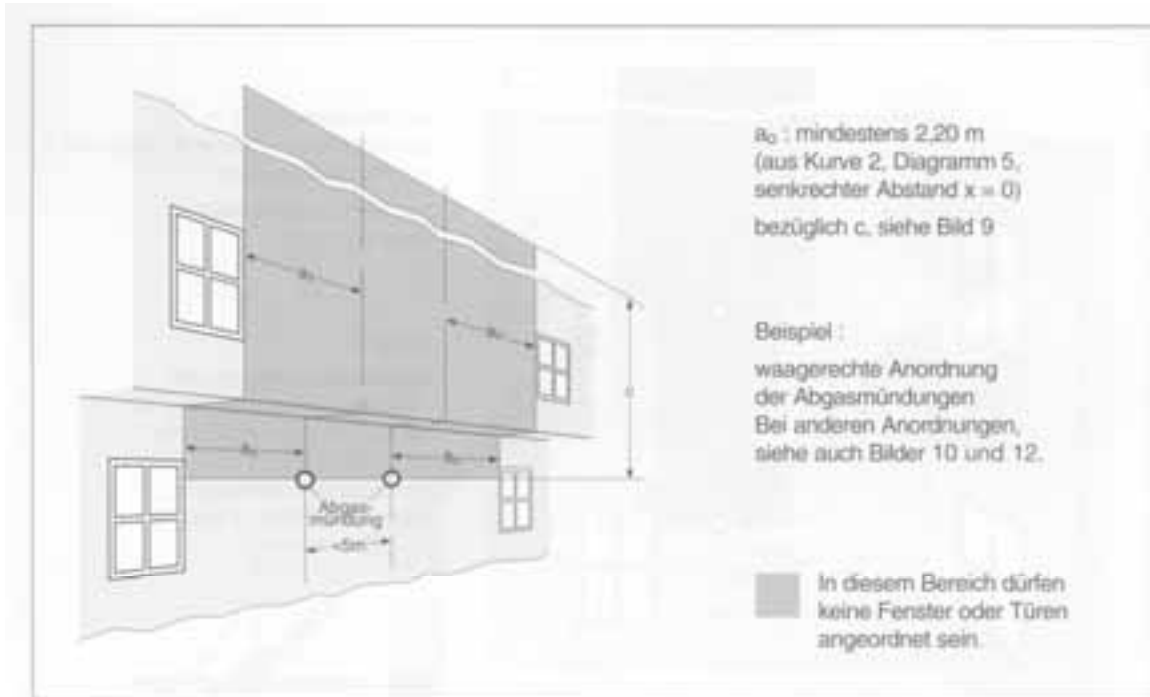 a₀ : mindestens 2,20 m
(aus Kurve 2, Diagramm 5,
senkrechter Abstand x = 0)
bezüglich c, siehe Bild 9
a₀
a₀
Beispiel :
waagerechte Anordnung
der Abgasmündungen
Bei anderen Anordnungen,
siehe auch Bilder 10 und 12.
c
a₀
a₀
Abgas-
mündung
<5m
In diesem Bereich dürfen
keine Fenster oder Türen
angeordnet sein.